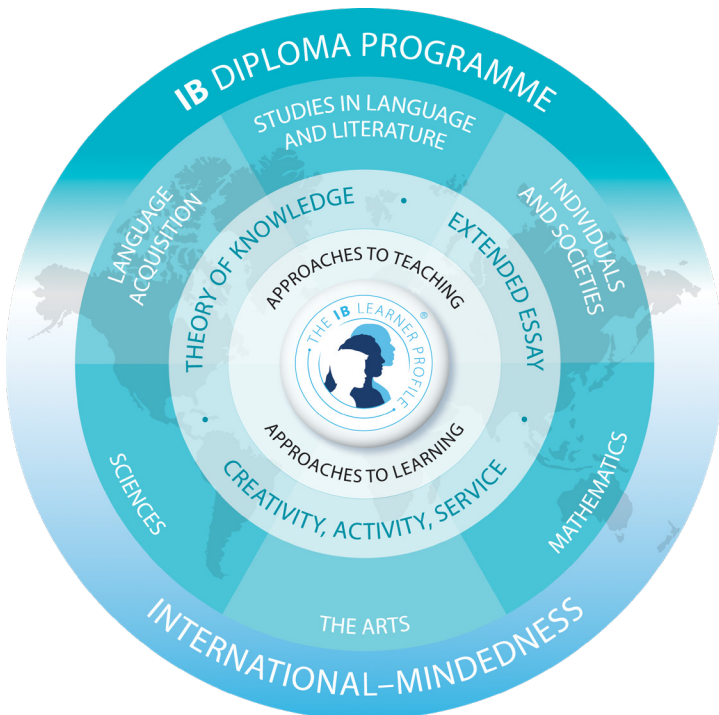 IB DIPLOMA PROGRAMME
STUDIES IN LANGUAGE
AND LITERATURE
LANGUAGE
ACQUISITION
INDIVIDUALS
AND SOCIETIES
THEORY OF KNOWLEDGE •
EXTENDED ESSAY •
APPROACHES TO TEACHING
• THE IB LEARNER PROFILE • ®
APPROACHES TO LEARNING
CREATIVITY, ACTIVITY, SERVICE •
SCIENCES
MATHEMATICS
THE ARTS
INTERNATIONAL–MINDEDNESS